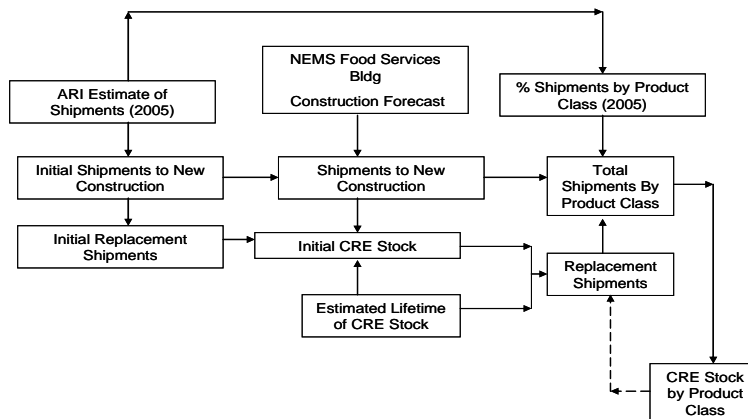 NEMS Food Services
Bldg
Construction Forecast
ARI Estimate of
Shipments (2005)
% Shipments by Product
Class (2005)
Initial Shipments to New
Construction
Shipments to New
Construction
Total
Shipments By
Product Class
Initial Replacement
Shipments
Initial CRE Stock
Replacement
Shipments
Estimated Lifetime
of CRE Stock
CRE Stock
by Product
Class